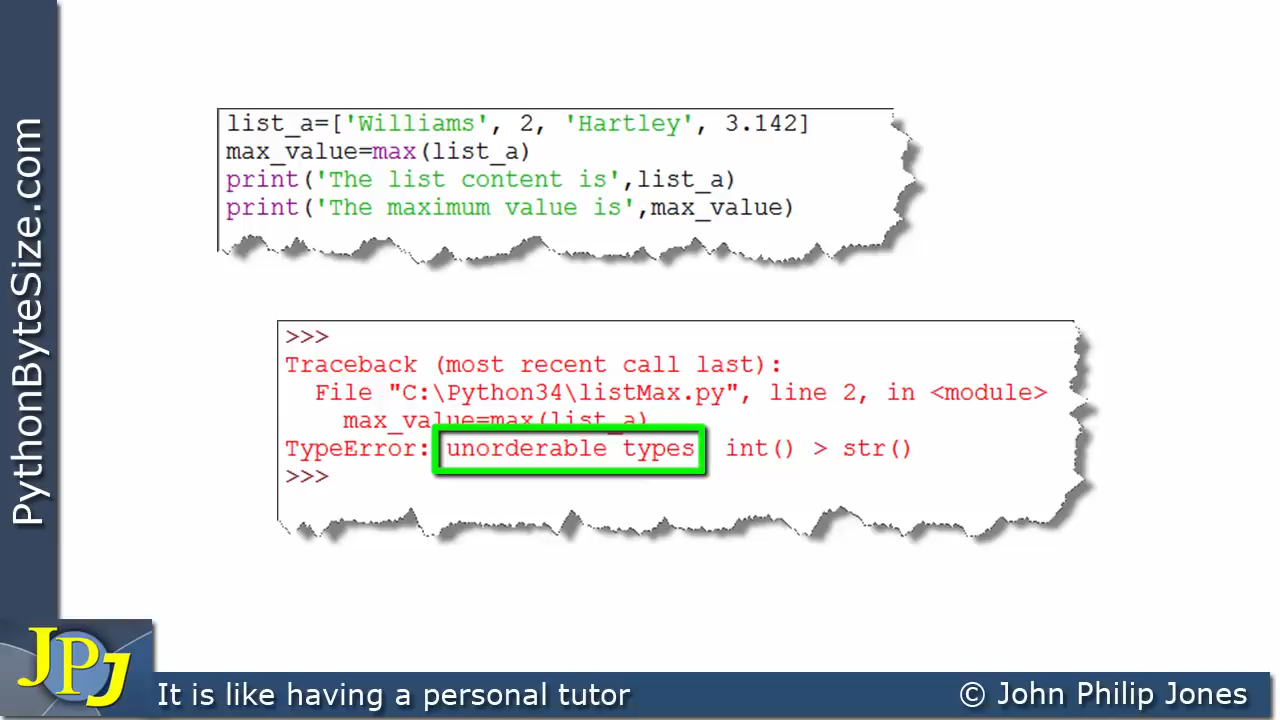 PythonByteSize.com
list_a=['Williams', 2, 'Hartley', 3.142]
max_value=max(list_a)
print('The list content is',list_a)
print('The maximum value is',max_value)
>>>
Traceback (most recent call last):
  File "C:\Python34\listMax.py", line 2, in <module>
    max_value=max(list_a)
TypeError: unorderable types int() > str()
>>>
JPJ
It is like having a personal tutor
© John Philip Jones